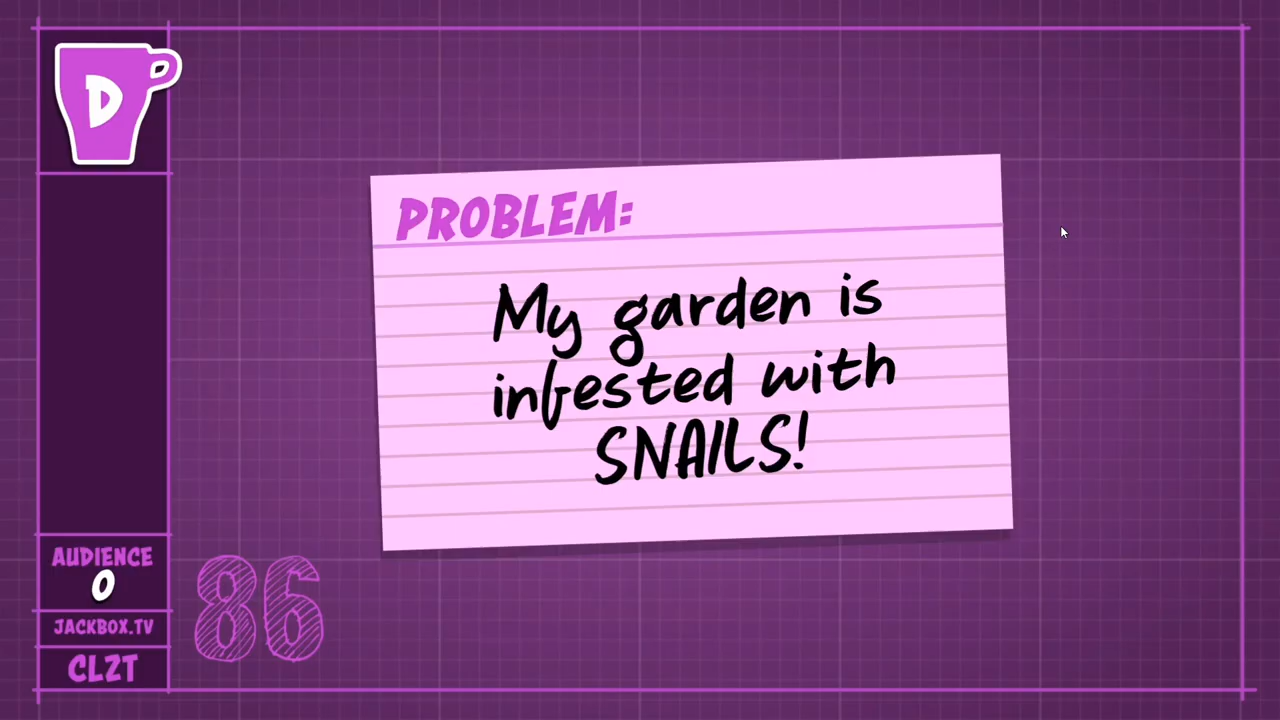 D
PROBLEM:
My garden is
infested with
SNAILS!
AUDIENCE
0
JACKBOX.TV
CLZT
86